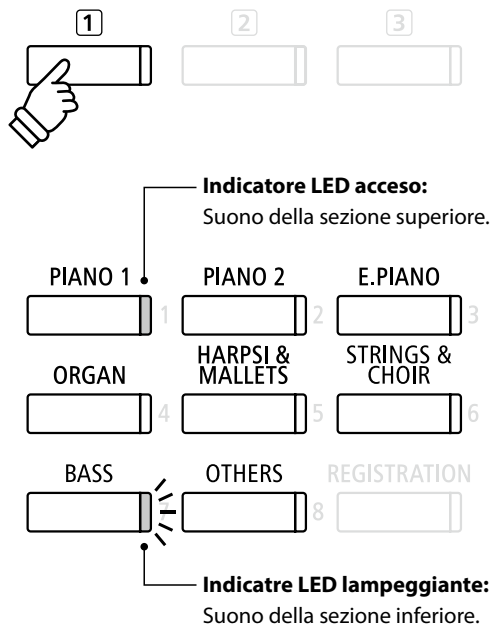 1 2 3
Indicatore LED acceso:
Suono della sezione superiore.
PIANO 1 PIANO 2 E.PIANO
1 2 3
HARPSI & STRINGS &
ORGAN MALLETS CHOIR
4 5 6
BASS OTHERS REGISTRATION
7 8
Indicatre LED lampeggiante:
Suono della sezione inferiore.